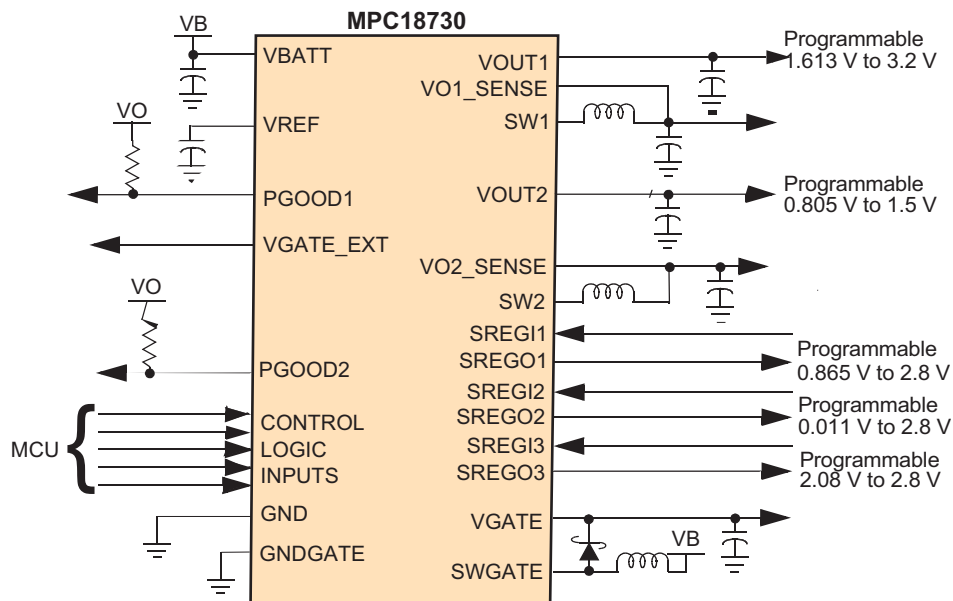 MPC18730
VB
VBATT
VO
VREF
PGOOD1
VGATE_EXT
VO
PGOOD2
MCU
{
CONTROL
LOGIC
INPUTS
GND
GNDGATE
VOUT1
Programmable
1.613 V to 3.2 V
VO1_SENSE
SW1
VOUT2
Programmable
0.805 V to 1.5 V
VO2_SENSE
SW2
SREGI1
SREGO1
Programmable
0.865 V to 2.8 V
SREGI2
SREGO2
Programmable
0.011 V to 2.8 V
SREGI3
SREGO3
Programmable
2.08 V to 2.8 V
VGATE
VB
SWGATE